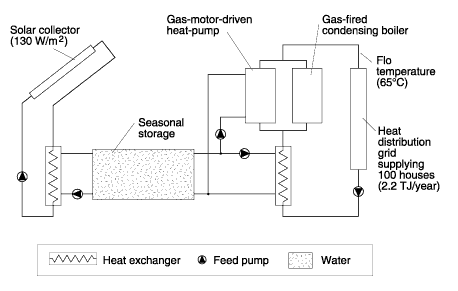 Gas-motor-driven
heat-pump
Gas-fired
condensing boiler
Solar collector
(130 W/m2)
Flo
temperature
(65°C)
Seasonal
storage
Heat
distribution
grid
supplying
100 houses
(2.2 TJ/year)
Heat exchanger
Feed pump
Water